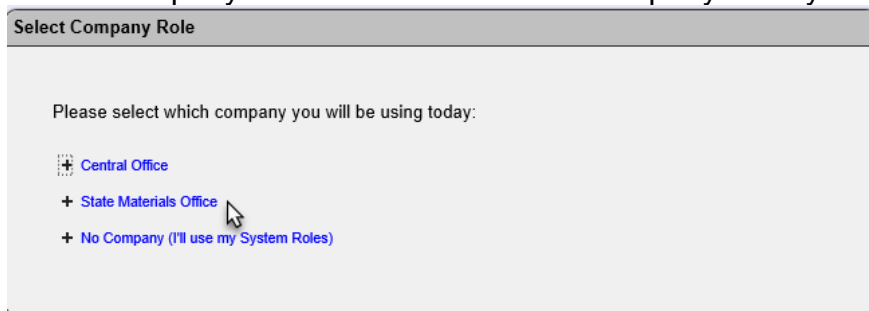 Select Company Role
Please select which company you will be using today:
+ Central Office
+ State Materials Office
+ No Company (I'll use my System Roles)